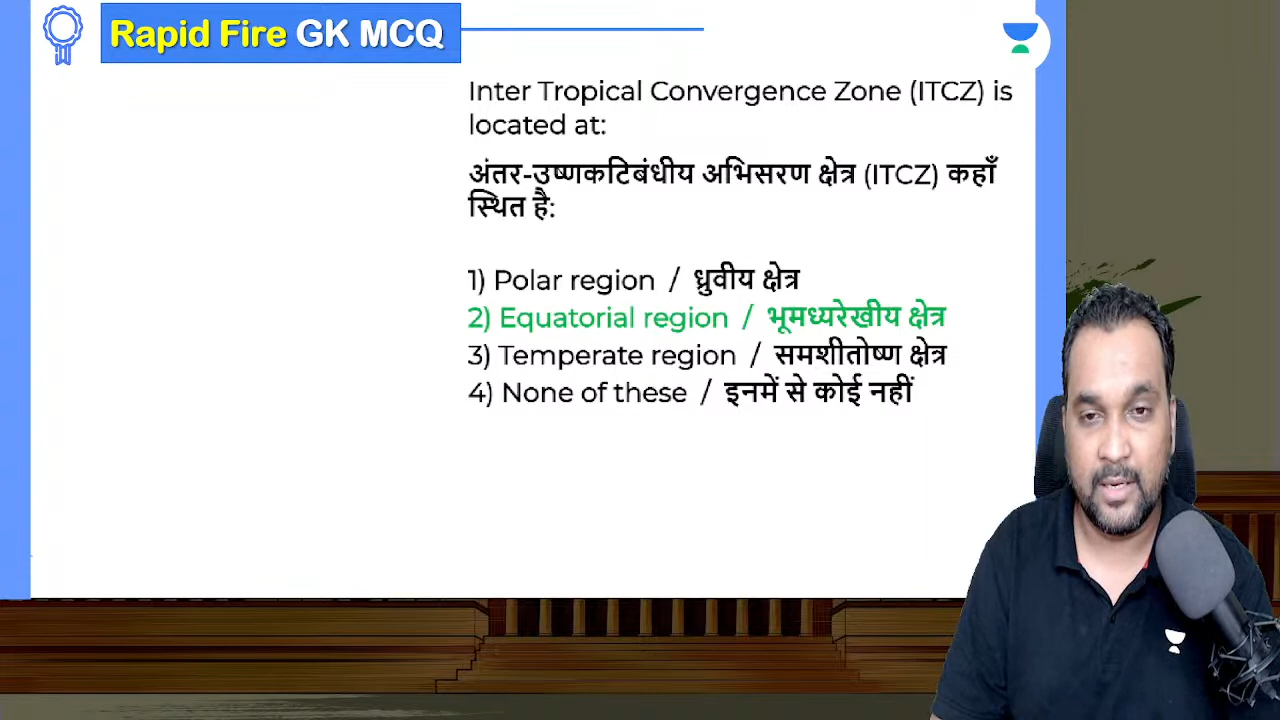 Rapid Fire GK MCQ
Inter Tropical Convergence Zone (ITCZ) is
located at:
अंतर-उष्णकटिबंधीय अभिसरण क्षेत्र (ITCZ) कहाँ
स्थित है:
1) Polar region / ध्रुवीय क्षेत्र
2) Equatorial region / भूमध्यरेखीय क्षेत्र
3) Temperate region / समशीतोष्ण क्षेत्र
4) None of these / इनमें से कोई नहीं